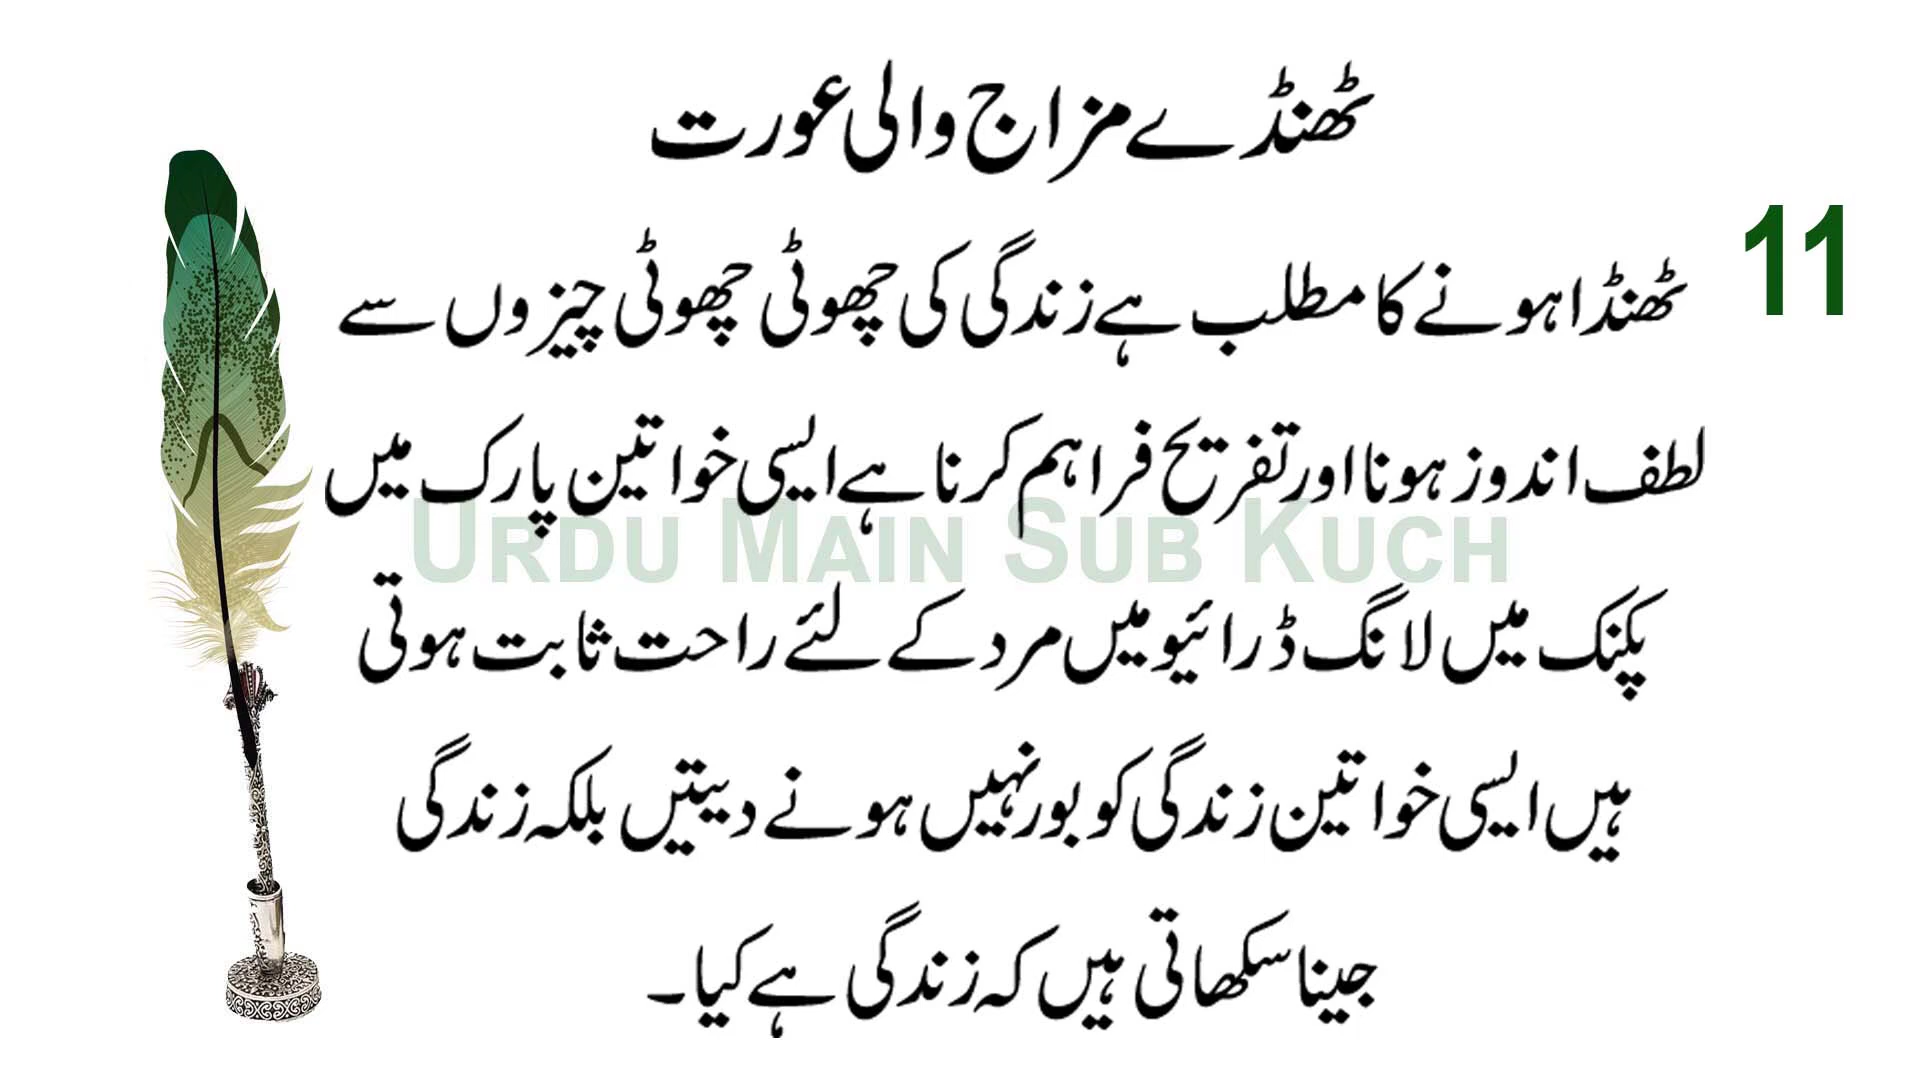 ٹھنڈے مزاج والی عورت
11
ٹھنڈا ہونے کا مطلب ہے زندگی کی چھوٹی چھوٹی چیزوں سے
لطف اندوز ہونا اور تفریح فراہم کرنا ہے ایسی خواتین پارک میں
Urdu Main Sub Kuch
پکنک میں لانگ ڈرائیو میں مرد کے لئے راحت ثابت ہوتی
ہیں ایسی خواتین زندگی کو بور نہیں ہونے دیتیں بلکہ زندگی
جینا سکھاتی ہیں کہ زندگی ہے کیا۔